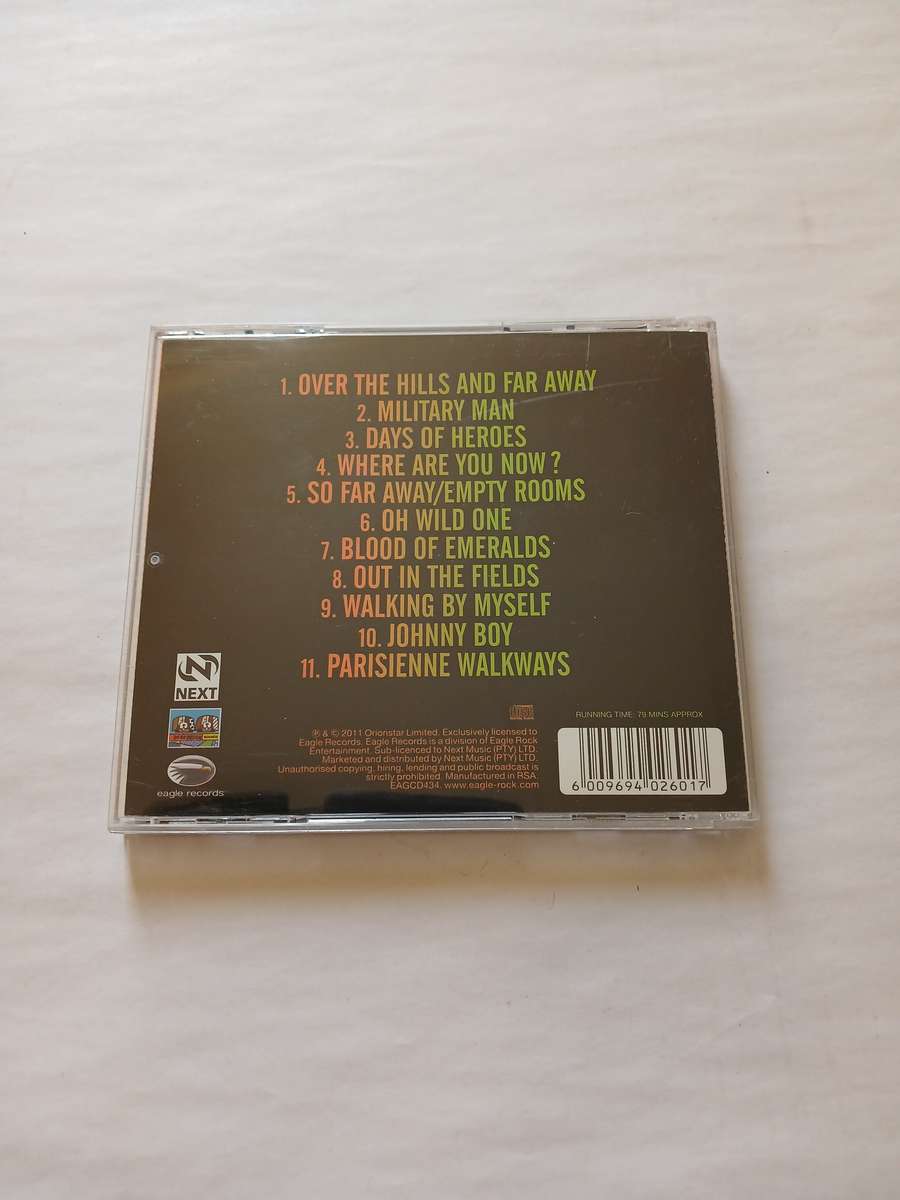 1. OVER THE HILLS AND FAR AWAY
2. MILITARY MAN
3. DAYS OF HEROES
4. WHERE ARE YOU NOW?
5. SO FAR AWAY/EMPTY ROOMS
6. OH WILD ONE
7. BLOOD OF EMERALDS
8. OUT IN THE FIELDS
9. WALKING BY MYSELF
10. JOHNNY BOY
11. PARISIENNE WALKWAYS
NEXT
eagle records
℗ & © 2011 Orionstar Limited. Exclusively licensed to
Eagle Records. Eagle Records is a division of Eagle Rock
Entertainment. Sub-licenced to Next Music (PTY) LTD.
Marketed and distributed by Next Music (PTY) LTD.
Unauthorised copying, hiring, lending and public broadcast is
strictly prohibited. Manufactured in RSA.
EAGCD434. www.eagle-rock.com
RUNNING TIME: 79 MINS APPROX
6 009694 026017